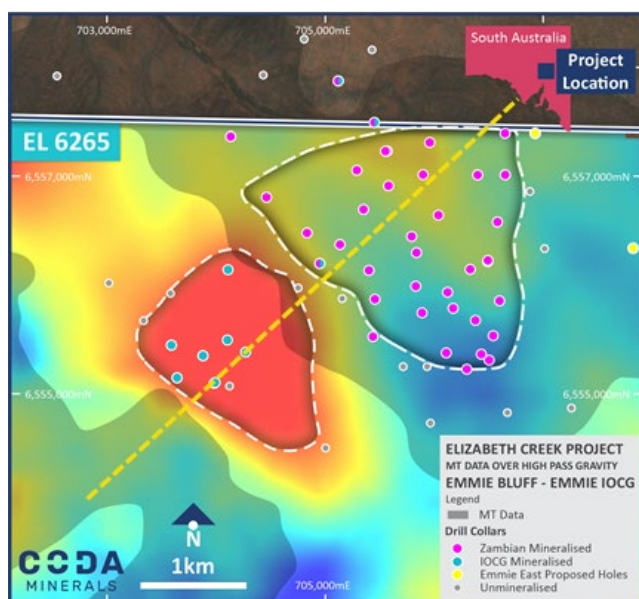 703,000mE
705,000mE
South Australia
Project
Location
EL 6265
6,557,000mN
6,557,000mN
6,555,000mN
6,555,000mN
ELIZABETH CREEK PROJECT
MT DATA OVER HIGH PASS GRAVITY
EMMIE BLUFF - EMMIE IOCG
Legend
MT Data
Drill Collars
Zambian Mineralised
IOCG Mineralised
Emmie East Proposed Holes
Unmineralised
N
1km
CODA
MINERALS
705,000mE